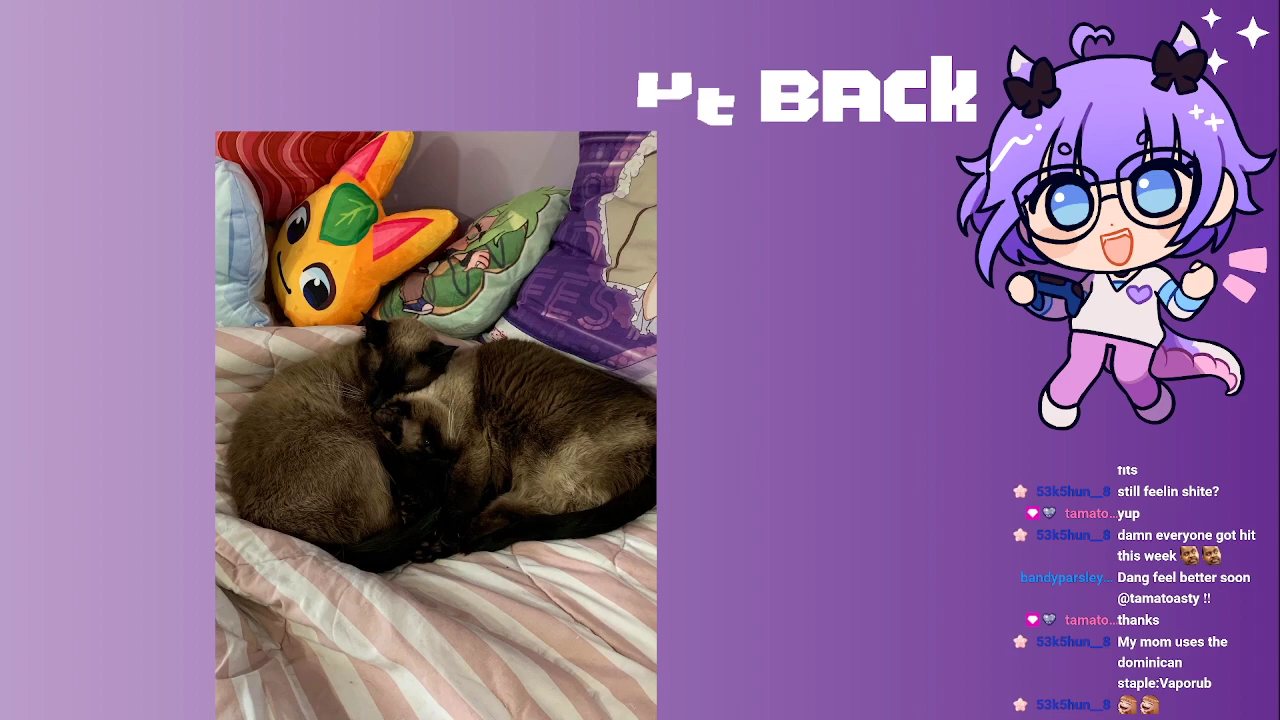 BACK
fits
53k5hun__8 still feelin shite?
tamato... yup
53k5hun__8 damn everyone got hit
this week
bandyparsley... Dang feel better soon
@tamatoasty !!
tamato... thanks
53k5hun__8 My mom uses the
dominican
staple:Vaporub
53k5hun__8